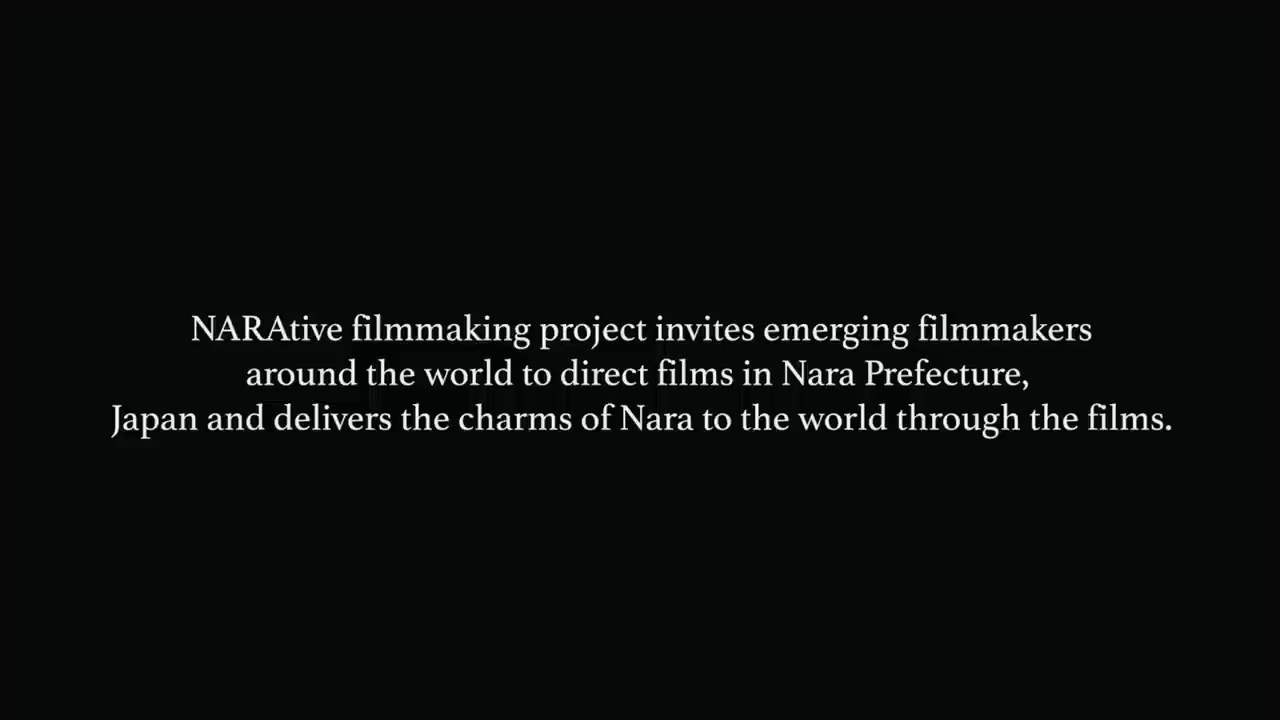 NARAtive filmmaking project invites emerging filmmakers
around the world to direct films in Nara Prefecture,
Japan and delivers the charms of Nara to the world through the films.